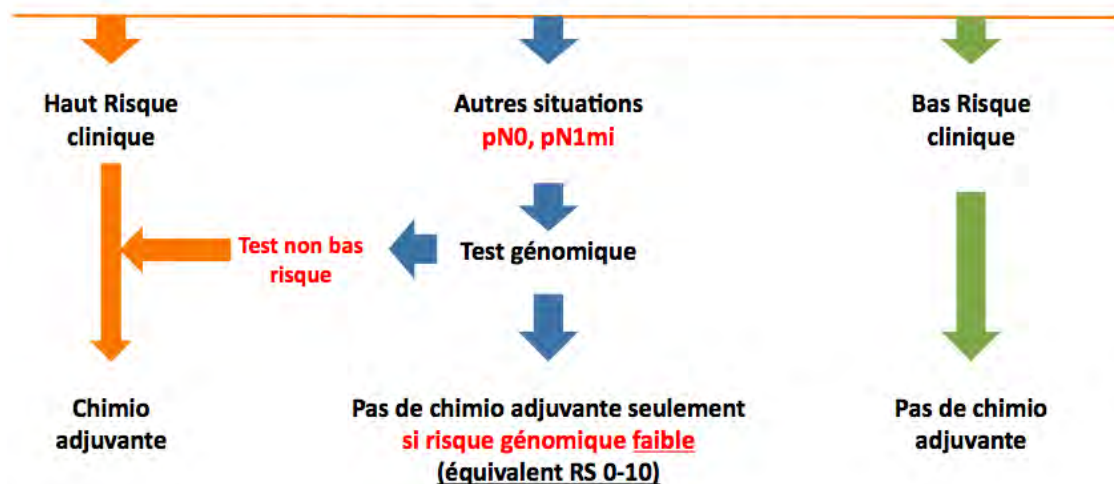 Haut Risque
clinique
Autres situations
pN0, pN1mi
Bas Risque
clinique
Test non bas
risque
Test génomique
Chimio
adjuvante
Pas de chimio adjuvante seulement
si risque génomique faible
(équivalent RS 0-10)
Pas de chimio
adjuvante